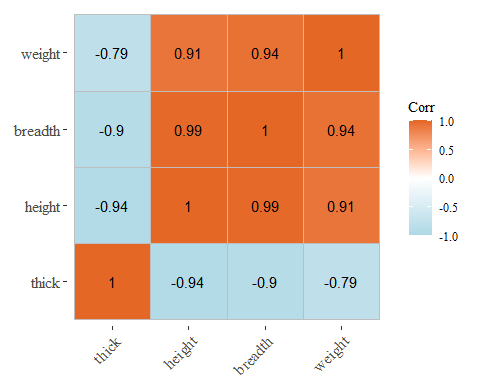 weight -0.79 0.91 0.94 1
breadth -0.9 0.99 1 0.94
height -0.94 1 0.99 0.91
thick 1 -0.94 -0.9 -0.79
thick height breadth weight
Corr
1.0
0.5
0.0
-0.5
-1.0